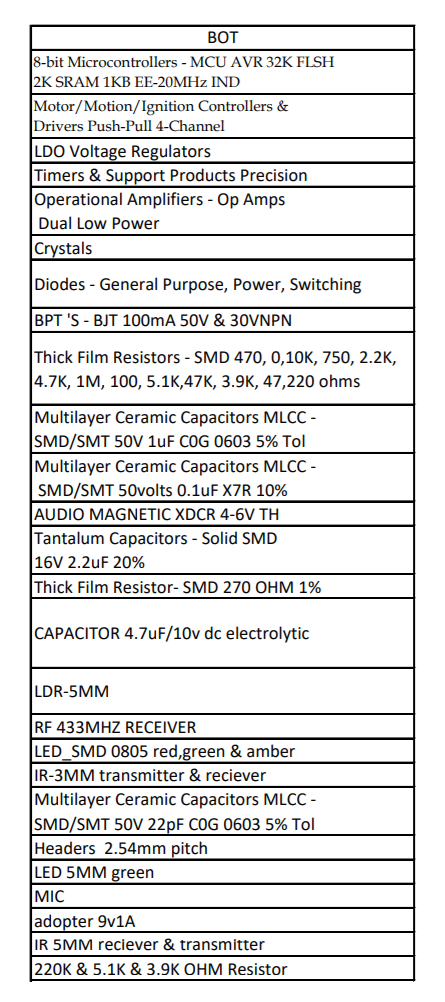 BOT
8-bit Microcontrollers - MCU AVR 32K FLSH
2K SRAM 1KB EE-20MHz IND
Motor/Motion/Ignition Controllers &
Drivers Push-Pull 4-Channel
LDO Voltage Regulators
Timers & Support Products Precision
Operational Amplifiers - Op Amps
Dual Low Power
Crystals
Diodes - General Purpose, Power, Switching
BPT 'S - BJT 100mA 50V & 30VNPN
Thick Film Resistors - SMD 470, 0,10K, 750, 2.2K,
4.7K, 1M, 100, 5.1K,47K, 3.9K, 47,220 ohms
Multilayer Ceramic Capacitors MLCC -
SMD/SMT 50V 1uF C0G 0603 5% Tol
Multilayer Ceramic Capacitors MLCC -
SMD/SMT 50volts 0.1uF X7R 10%
AUDIO MAGNETIC XDCR 4-6V TH
Tantalum Capacitors - Solid SMD
16V 2.2uF 20%
Thick Film Resistor- SMD 270 OHM 1%
CAPACITOR 4.7uF/10v dc electrolytic
LDR-5MM
RF 433MHZ RECEIVER
LED_SMD 0805 red,green & amber
IR-3MM transmitter & reciever
Multilayer Ceramic Capacitors MLCC -
SMD/SMT 50V 22pF C0G 0603 5% Tol
Headers 2.54mm pitch
LED 5MM green
MIC
adopter 9v1A
IR 5MM reciever & transmitter
220K & 5.1K & 3.9K OHM Resistor